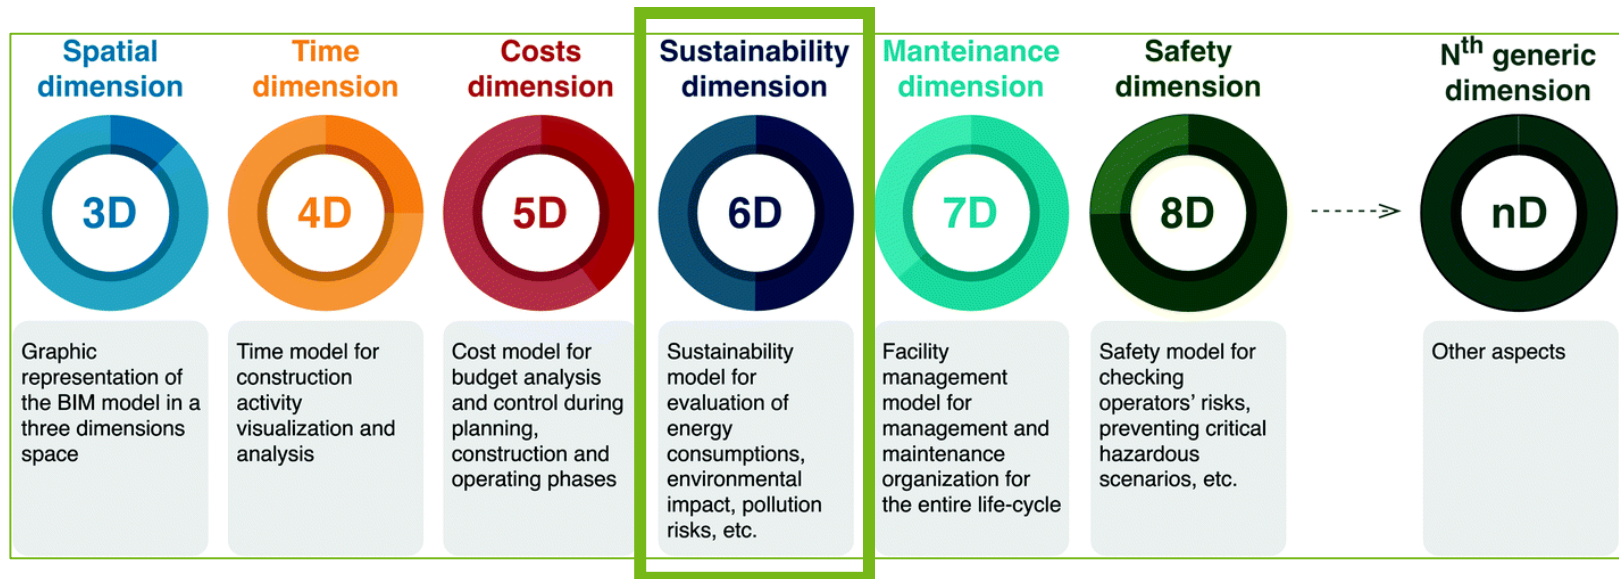 Spatial
dimension
3D
Graphic
representation of
the BIM model in a
three dimensions
space
Time
dimension
4D
Time model for
construction
activity
visualization and
analysis
Costs
dimension
5D
Cost model for
budget analysis
and control during
planning,
construction and
operating phases
Sustainability
dimension
6D
Sustainability
model for
evaluation of
energy
consumptions,
environmental
impact, pollution
risks, etc.
Manteinance
dimension
7D
Facility
management
model for
management and
maintenance
organization for
the entire life-cycle
Safety
dimension
8D
Safety model for
checking
operators’ risks,
preventing critical
hazardous
scenarios, etc.
Nth generic
dimension
nD
Other aspects